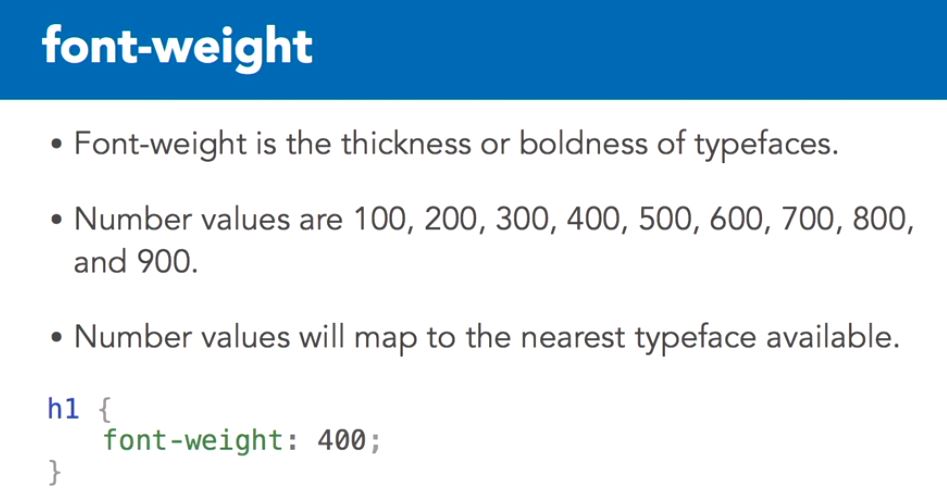 font-weight
• Font-weight is the thickness or boldness of typefaces.
• Number values are 100, 200, 300, 400, 500, 600, 700, 800,
and 900.
• Number values will map to the nearest typeface available.
h1 {
    font-weight: 400;
}